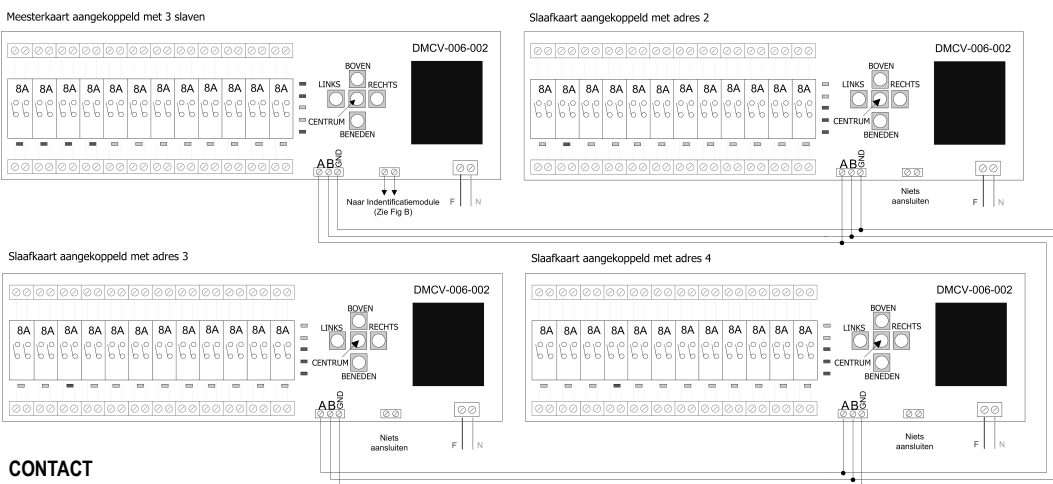 Meesterkaart aangekoppeld met 3 slaven
DMCV-006-002
8A 8A 8A 8A 8A 8A 8A 8A 8A 8A 8A 8A
BOVEN
LINKS
RECHTS
CENTRUM
BENEDEN
A B GND
Naar Indentificatiemodule
(Zie Fig B)
F N
Slaafkaart aangekoppeld met adres 2
DMCV-006-002
8A 8A 8A 8A 8A 8A 8A 8A 8A 8A 8A 8A
BOVEN
LINKS
RECHTS
CENTRUM
BENEDEN
A B GND
Niets
aansluiten
F N
Slaafkaart aangekoppeld met adres 3
DMCV-006-002
8A 8A 8A 8A 8A 8A 8A 8A 8A 8A 8A 8A
BOVEN
LINKS
RECHTS
CENTRUM
BENEDEN
A B GND
Niets
aansluiten
F N
Slaafkaart aangekoppeld met adres 4
DMCV-006-002
8A 8A 8A 8A 8A 8A 8A 8A 8A 8A 8A 8A
BOVEN
LINKS
RECHTS
CENTRUM
BENEDEN
A B GND
Niets
aansluiten
F N
CONTACT